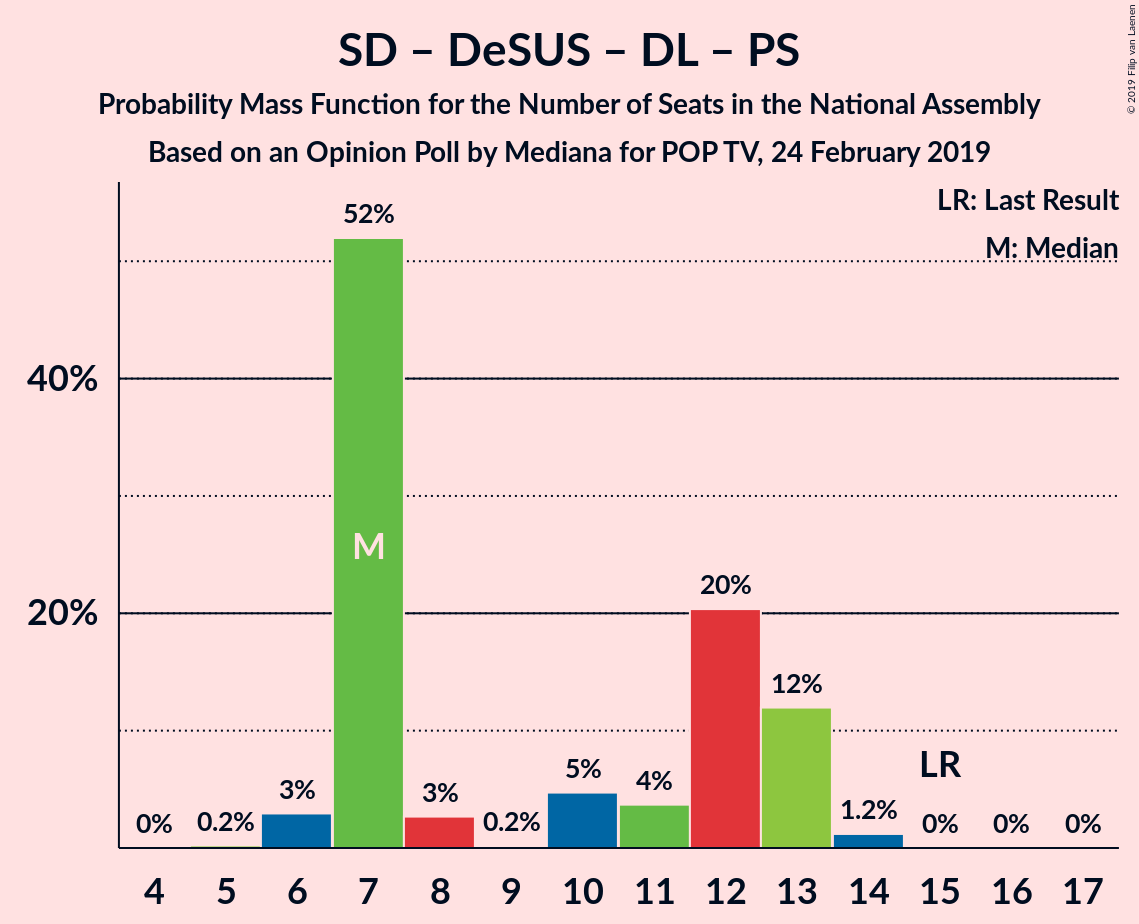 SD – DeSUS – DL – PS
Probability Mass Function for the Number of Seats in the National Assembly
Based on an Opinion Poll by Mediana for POP TV, 24 February 2019
© 2019 Filip van Laenen
LR: Last Result
M: Median
52%
40%
M
20%
20%
12%
LR
5%
4%
3%
3%
1.2%
0%
0.2%
0.2%
0%
0%
0%
4 5 6 7 8 9 10 11 12 13 14 15 16 17